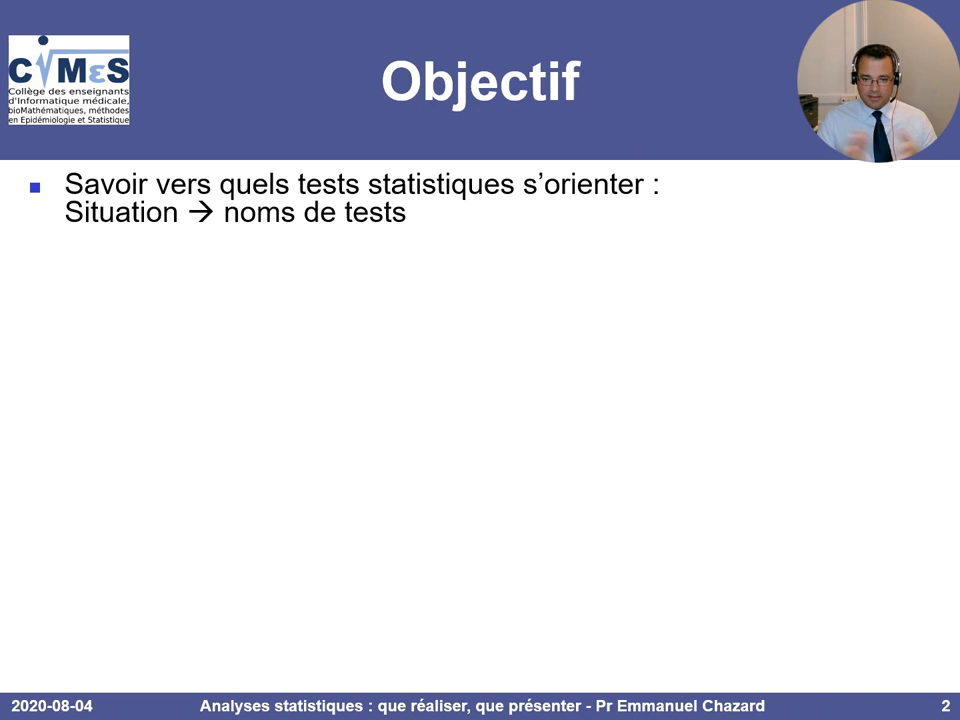 CIMεS
Collège des enseignants
d'Informatique médicale,
bioMathématiques, méthodes
en Epidémiologie et Statistique
Objectif
Savoir vers quels tests statistiques s’orienter :
Situation → noms de tests
2020-08-04 Analyses statistiques : que réaliser, que présenter - Pr Emmanuel Chazard 2